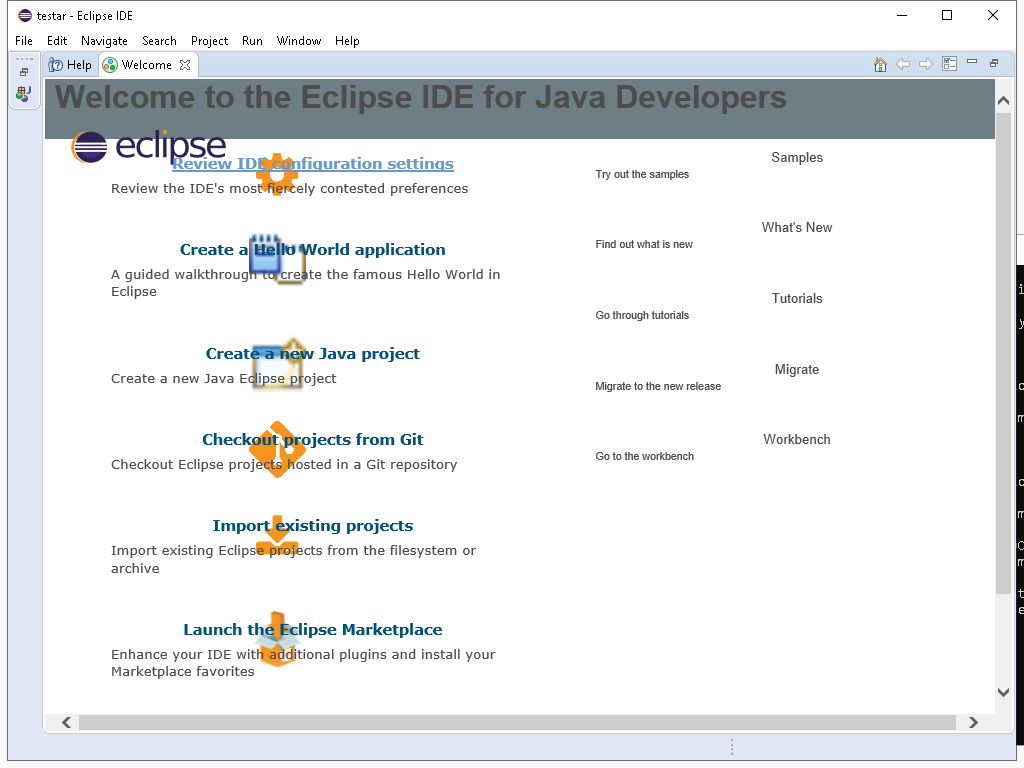 testar - Eclipse IDE
File Edit Navigate Search Project Run Window Help
Help Welcome
Welcome to the Eclipse IDE for Java Developers
eclipse
Review IDE configuration settings
Review the IDE's most fiercely contested preferences
Create a Hello World application
A guided walkthrough to create the famous Hello World in
Eclipse
Create a new Java project
Create a new Java Eclipse project
Checkout projects from Git
Checkout Eclipse projects hosted in a Git repository
Import existing projects
Import existing Eclipse projects from the filesystem or
archive
Launch the Eclipse Marketplace
Enhance your IDE with additional plugins and install your
Marketplace favorites
Samples
Try out the samples
What's New
Find out what is new
Tutorials
Go through tutorials
Migrate
Migrate to the new release
Workbench
Go to the workbench